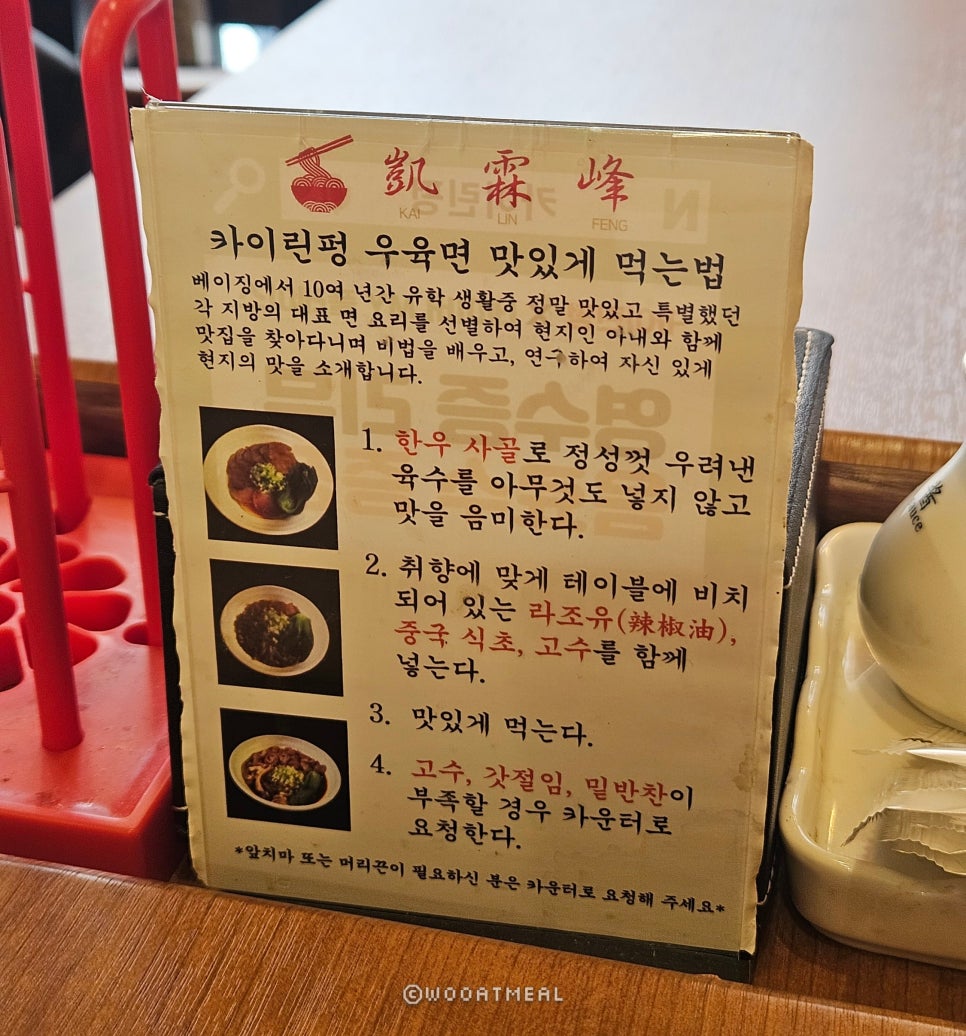 凱 霖 峰
KAI LIN FENG
카이린펑 우육면 맛있게 먹는법
베이징에서 10여 년간 유학 생활중 정말 맛있고 특별했던
각 지방의 대표 면 요리를 선별하여 현지인 아내와 함께
맛집을 찾아다니며 비법을 배우고, 연구하여 자신 있게
현지의 맛을 소개합니다.
1. 한우 사골로 정성껏 우려낸
육수를 아무것도 넣지 않고
맛을 음미한다.
2. 취향에 맞게 테이블에 비치
되어 있는 라조유(辣椒油),
중국 식초, 고수를 함께
넣는다.
3. 맛있게 먹는다.
4. 고수, 갓절임, 밑반찬이
부족할 경우 카운터로
요청한다.
*앞치마 또는 머리끈이 필요하신 분은 카운터로 요청해 주세요*
©WOOATMEAL